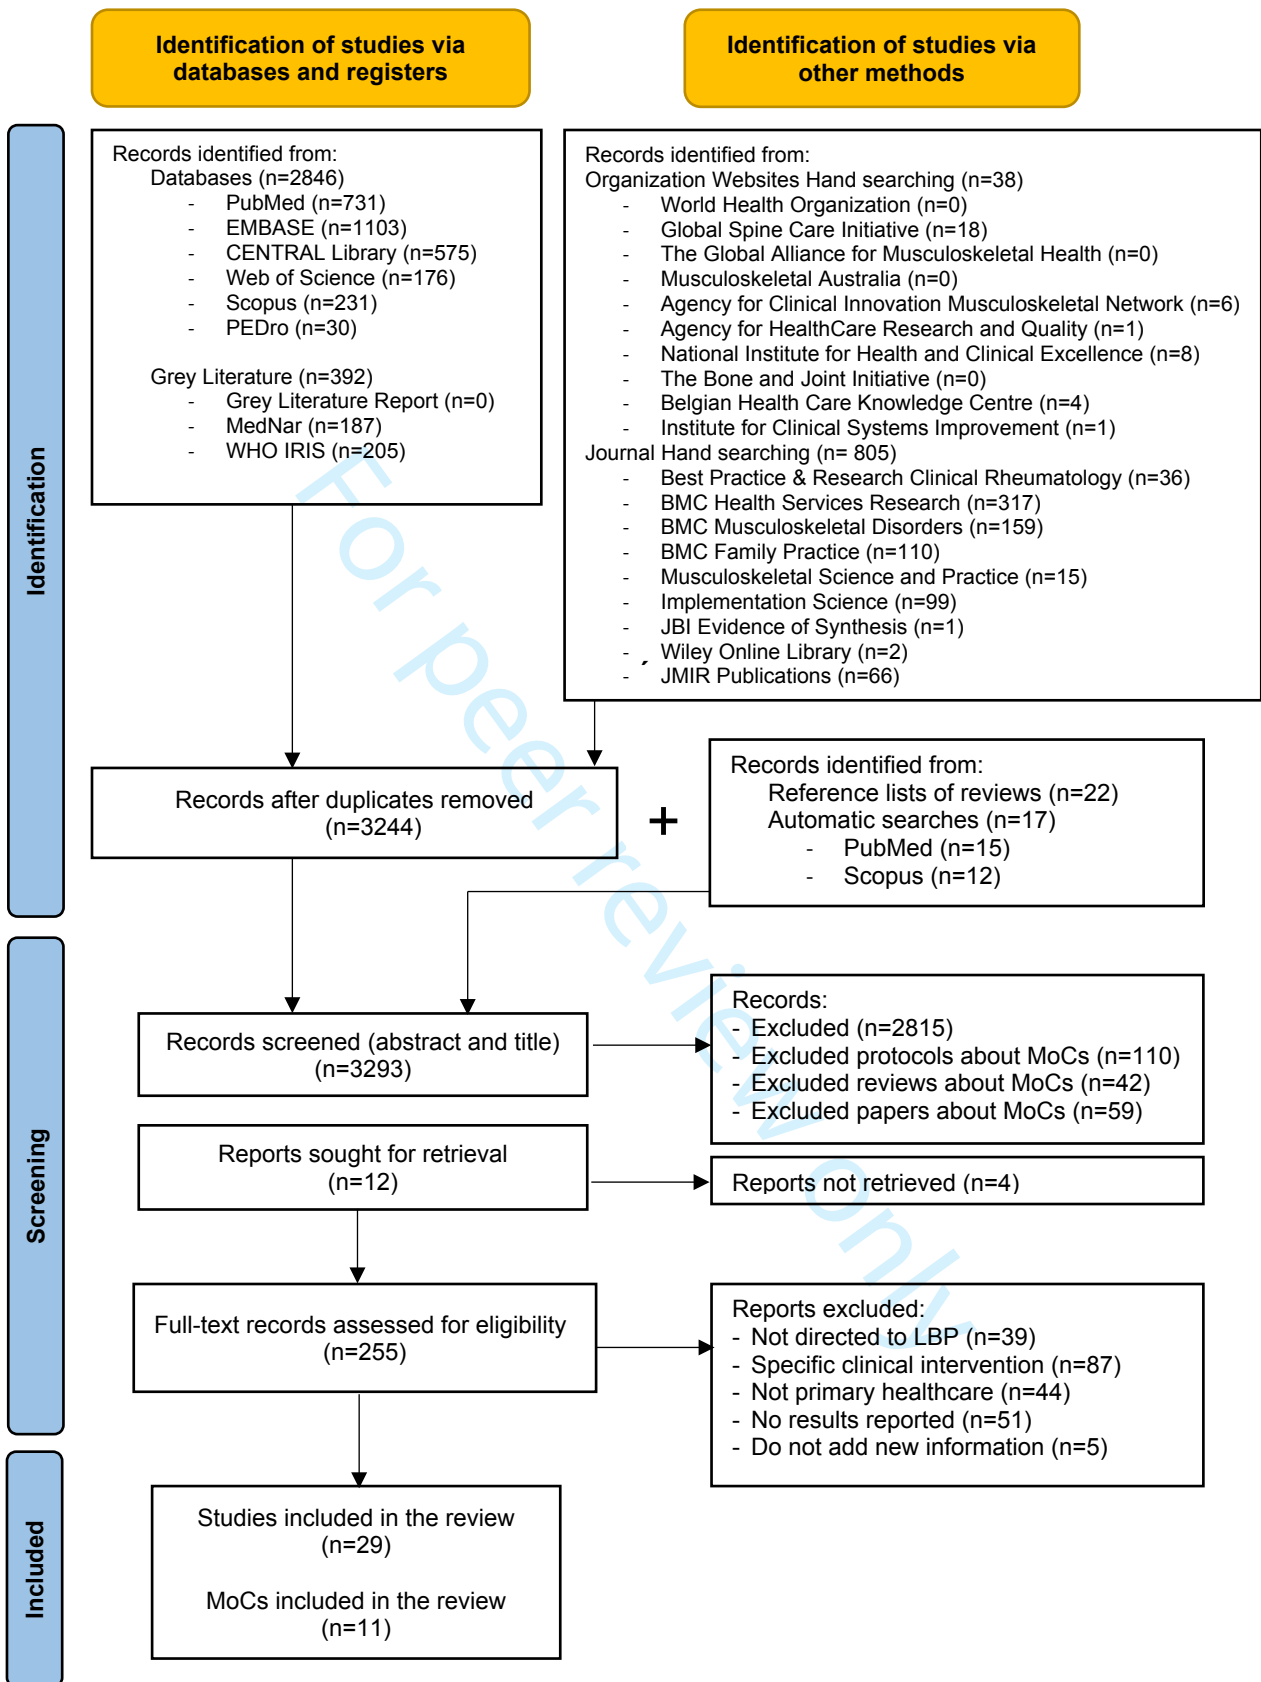 Identification of studies via
databases and registers
Identification of studies via
other methods
Identification
Records identified from:
Databases (n=2846)
- PubMed (n=731)
- EMBASE (n=1103)
- CENTRAL Library (n=575)
- Web of Science (n=176)
- Scopus (n=231)
- PEDro (n=30)
Grey Literature (n=392)
- Grey Literature Report (n=0)
- MedNar (n=187)
- WHO IRIS (n=205)
Records identified from:
Organization Websites Hand searching (n=38)
- World Health Organization (n=0)
- Global Spine Care Initiative (n=18)
- The Global Alliance for Musculoskeletal Health (n=0)
- Musculoskeletal Australia (n=0)
- Agency for Clinical Innovation Musculoskeletal Network (n=6)
- Agency for HealthCare Research and Quality (n=1)
- National Institute for Health and Clinical Excellence (n=8)
- The Bone and Joint Initiative (n=0)
- Belgian Health Care Knowledge Centre (n=4)
- Institute for Clinical Systems Improvement (n=1)
Journal Hand searching (n= 805)
- Best Practice & Research Clinical Rheumatology (n=36)
- BMC Health Services Research (n=317)
- BMC Musculoskeletal Disorders (n=159)
- BMC Family Practice (n=110)
- Musculoskeletal Science and Practice (n=15)
- Implementation Science (n=99)
- JBI Evidence of Synthesis (n=1)
- Wiley Online Library (n=2)
- JMIR Publications (n=66)
Records after duplicates removed
(n=3244)
+
Records identified from:
Reference lists of reviews (n=22)
Automatic searches (n=17)
- PubMed (n=15)
- Scopus (n=12)
Screening
Records screened (abstract and title)
(n=3293)
Records:
- Excluded (n=2815)
- Excluded protocols about MoCs (n=110)
- Excluded reviews about MoCs (n=42)
- Excluded papers about MoCs (n=59)
Reports sought for retrieval
(n=12)
Reports not retrieved (n=4)
Full-text records assessed for eligibility
(n=255)
Reports excluded:
- Not directed to LBP (n=39)
- Specific clinical intervention (n=87)
- Not primary healthcare (n=44)
- No results reported (n=51)
- Do not add new information (n=5)
Included
Studies included in the review
(n=29)
MoCs included in the review
(n=11)
For peer review only